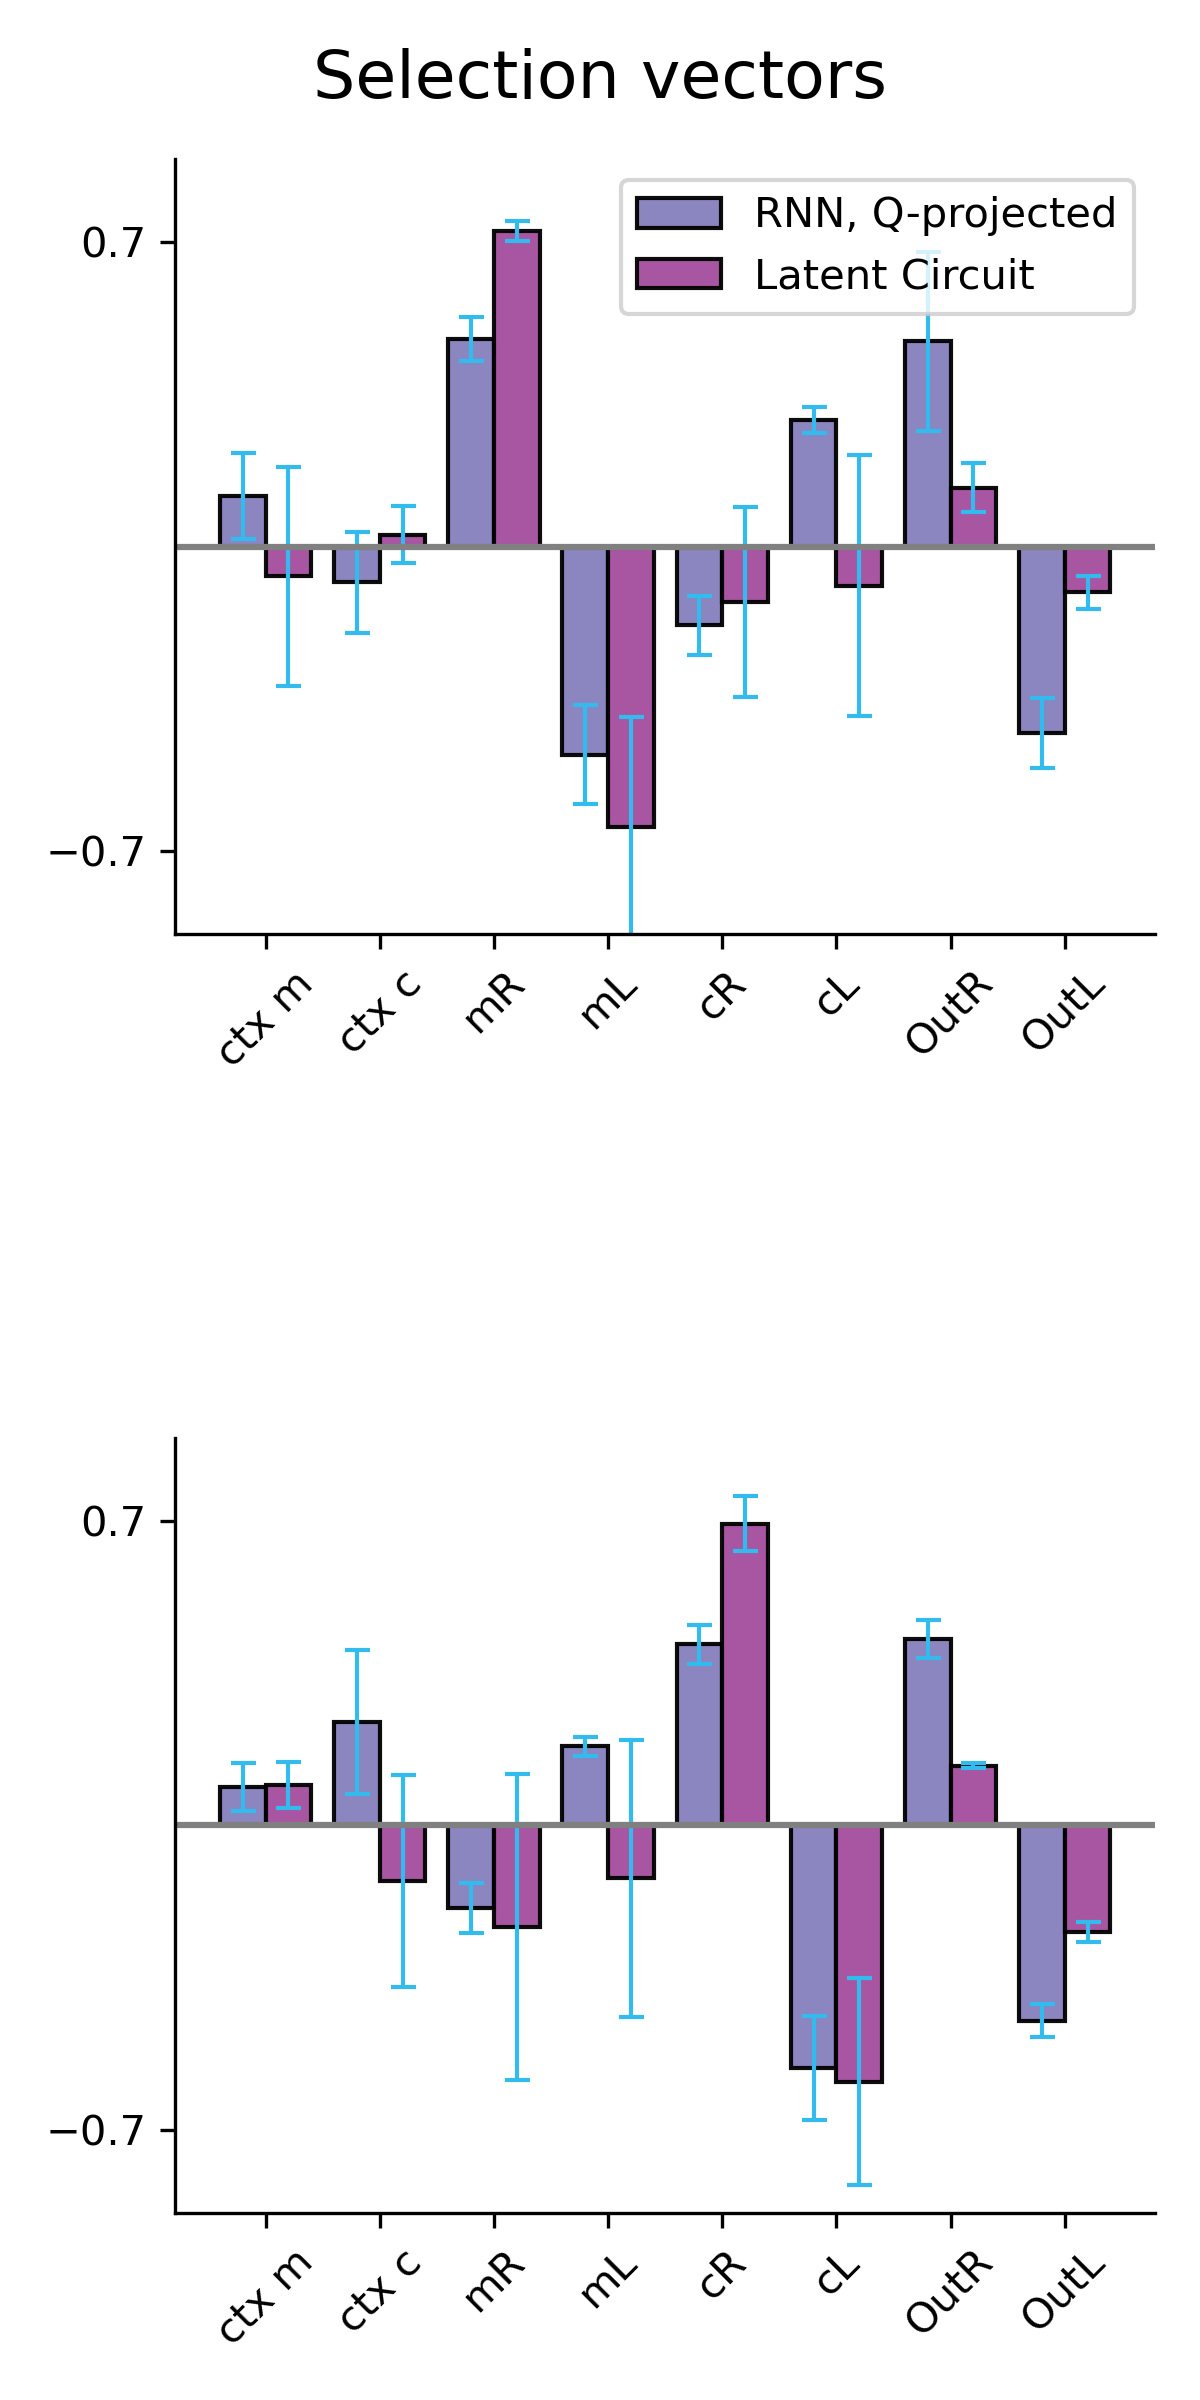 Selection vectors
RNN, Q-projected
Latent Circuit
0.7
−0.7
ctx m
ctx c
mR
mL
cR
cL
OutR
OutL
0.7
−0.7
ctx m
ctx c
mR
mL
cR
cL
OutR
OutL